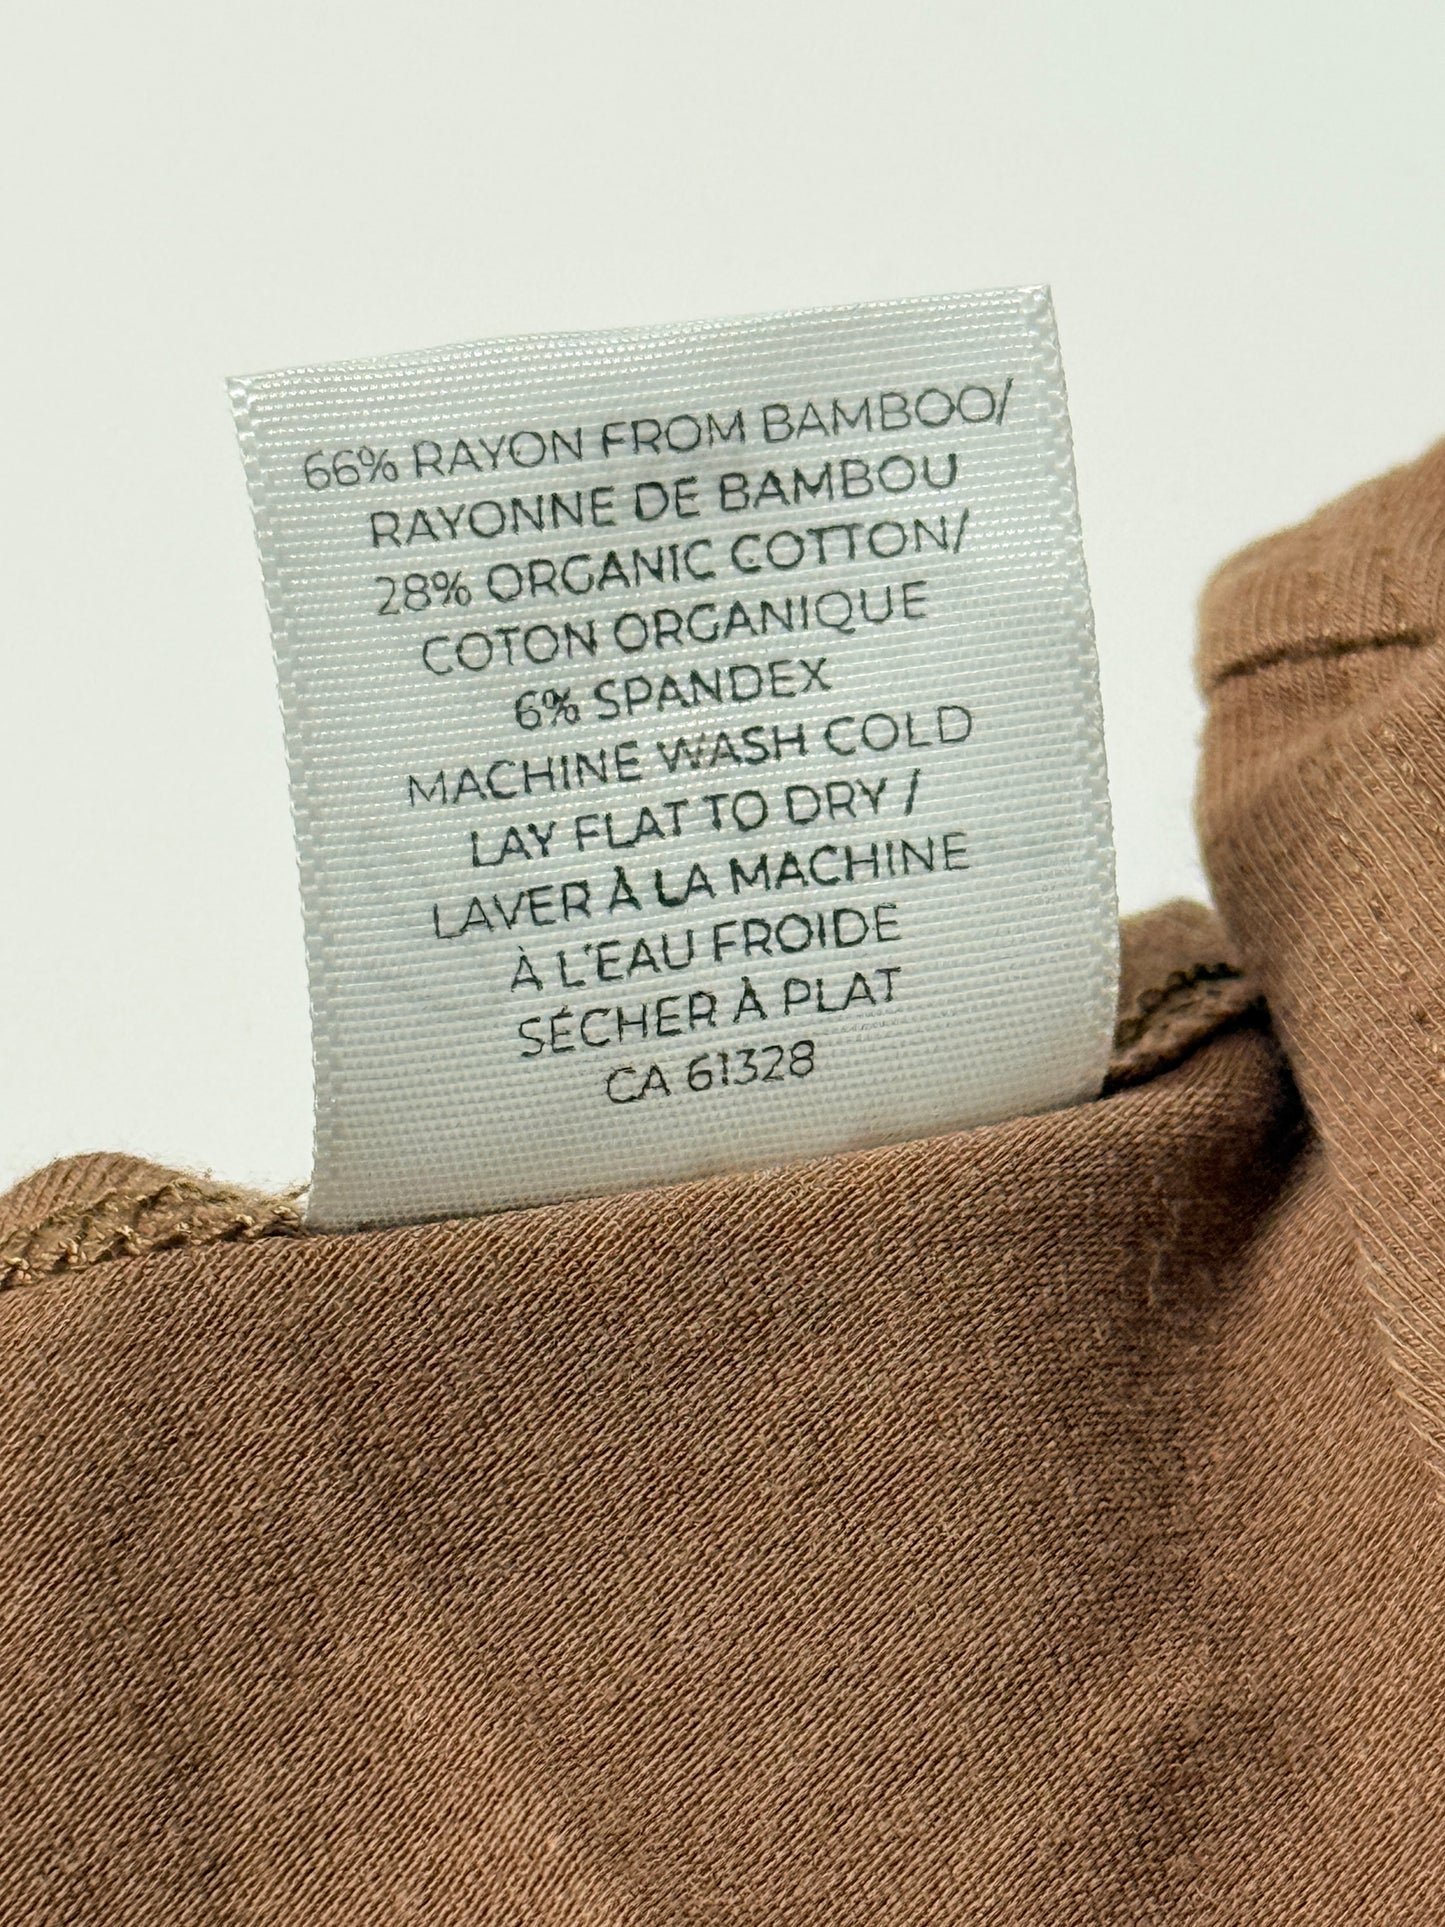 66% RAYON FROM BAMBOO/
RAYONNE DE BAMBOU
28% ORGANIC COTTON/
COTON ORGANIQUE
6% SPANDEX
MACHINE WASH COLD
LAY FLAT TO DRY /
LAVER À LA MACHINE
À L'EAU FROIDE
SÉCHER À PLAT
CA 61328